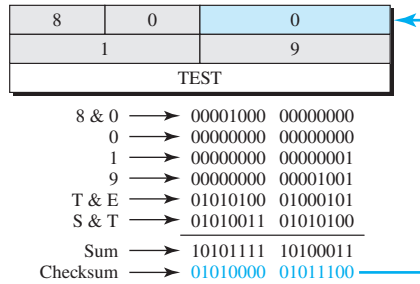 8 0 0
1 9
TEST
8 & 0 00001000 00000000
0 00000000 00000000
1 00000000 00000001
9 00000000 00001001
T & E 01010100 01000101
S & T 01010011 01010100
Sum 10101111 10100011
Checksum 01010000 01011100